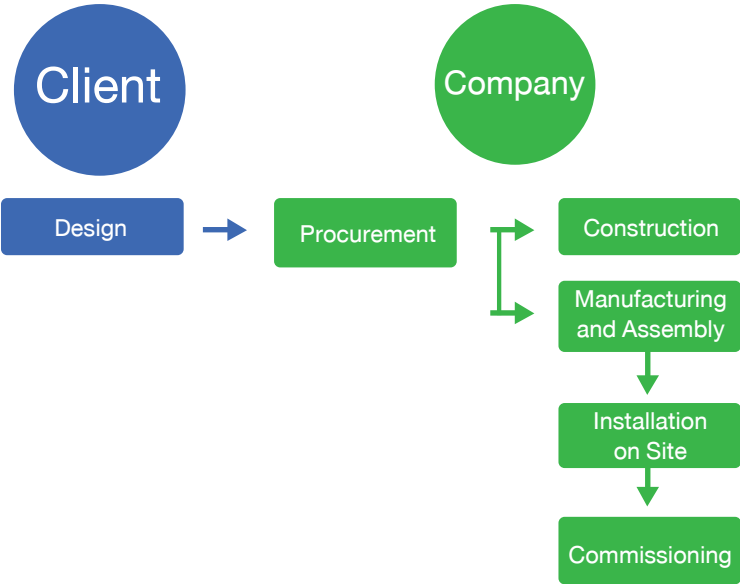 Client
Company
Design
Procurement
Construction
Manufacturing
and Assembly
Installation
on Site
Commissioning